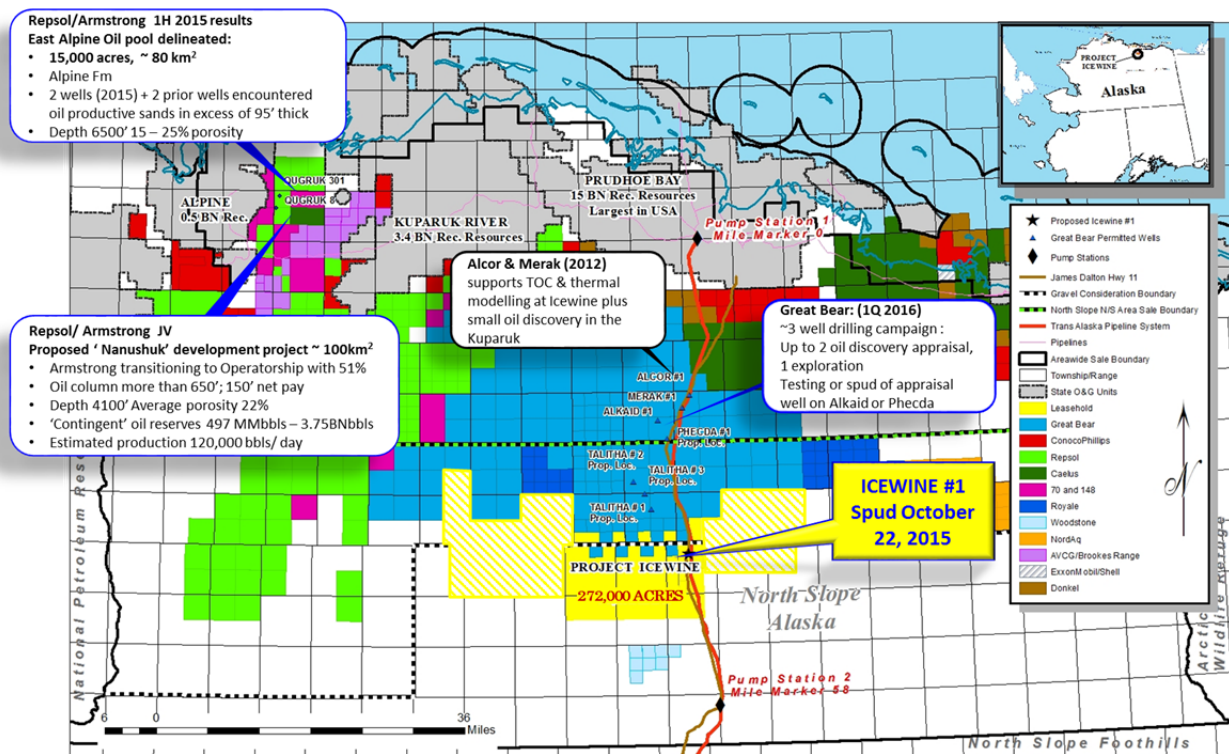 Repsol/Armstrong 1H 2015 results
East Alpine Oil pool delineated:
• 15,000 acres, ~ 80 km²
• Alpine Fm
• 2 wells (2015) + 2 prior wells encountered
oil productive sands in excess of 95' thick
• Depth 6500' 15 – 25% porosity
QUGRUK 301
QUGRUK 8
ALPINE
0.5 BN Rec.
KUPARUK RIVER
3.4 BN Rec. Resources
PRUDHOE BAY
15 BN Rec. Resources
Largest in USA
Pump Station 1
Mile Marker 0
PROJECT
ICEWINE
Alaska
Alcor & Merak (2012)
supports TOC & thermal
modelling at Icewine plus
small oil discovery in the
Kuparuk
Great Bear: (1Q 2016)
~3 well drilling campaign :
Up to 2 oil discovery appraisal,
1 exploration
Testing or spud of appraisal
well on Alkaid or Phecda
Repsol/ Armstrong JV
Proposed ' Nanushuk' development project ~ 100km²
• Armstrong transitioning to Operatorship with 51%
• Oil column more than 650'; 150' net pay
• Depth 4100' Average porosity 22%
• 'Contingent' oil reserves 497 MMbbls – 3.75BNbbls
• Estimated production 120,000 bbls/ day
ALCOR #1
MERAK #1
ALKAID #1
PHECDA #1
Prop. Loc.
TALITHA # 2
Prop. Loc.
TALITHA # 3
Prop. Loc.
TALITHA # 1
Prop. Loc.
ICEWINE #1
Spud October
22, 2015
PROJECT ICEWINE
272,000 ACRES
North Slope
Alaska
Pump Station 2
Mile Marker 58
National Petroleum Rese
Arctic
Wildlife Refuge
North Slope Foothills
6 0 36
Miles
Proposed Icewine #1
Great Bear Permitted Wells
Pump Stations
James Dalton Hwy 11
Gravel Consideration Boundary
North Slope N/S Area Sale Boundary
Trans Alaska Pipeline System
Pipelines
Areawide Sale Boundary
Township/Range
State O&G Units
Leasehold
Great Bear
ConocoPhillips
Repsol
Caelus
70 and 148
Royale
Woodstone
NordAq
AVCG/Brookes Range
ExxonMobil/Shell
Donkel
N